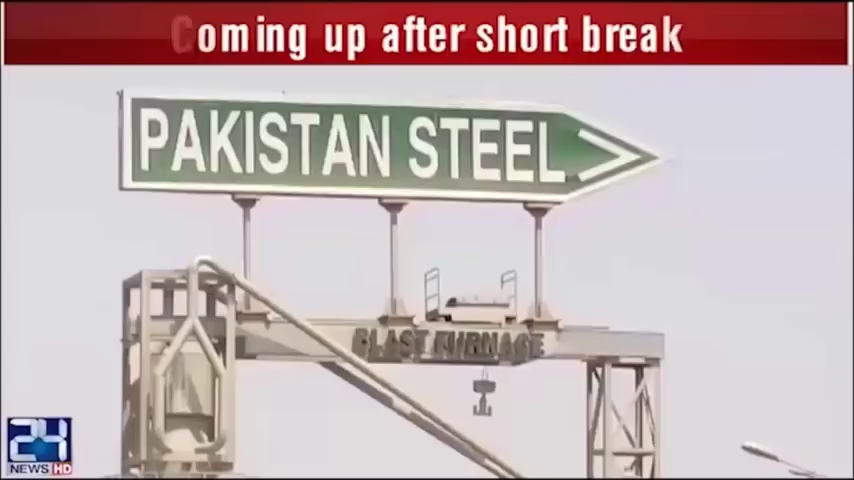 Coming up after short break
PAKISTAN STEEL
BLAST FURNACE
24
NEWS HD